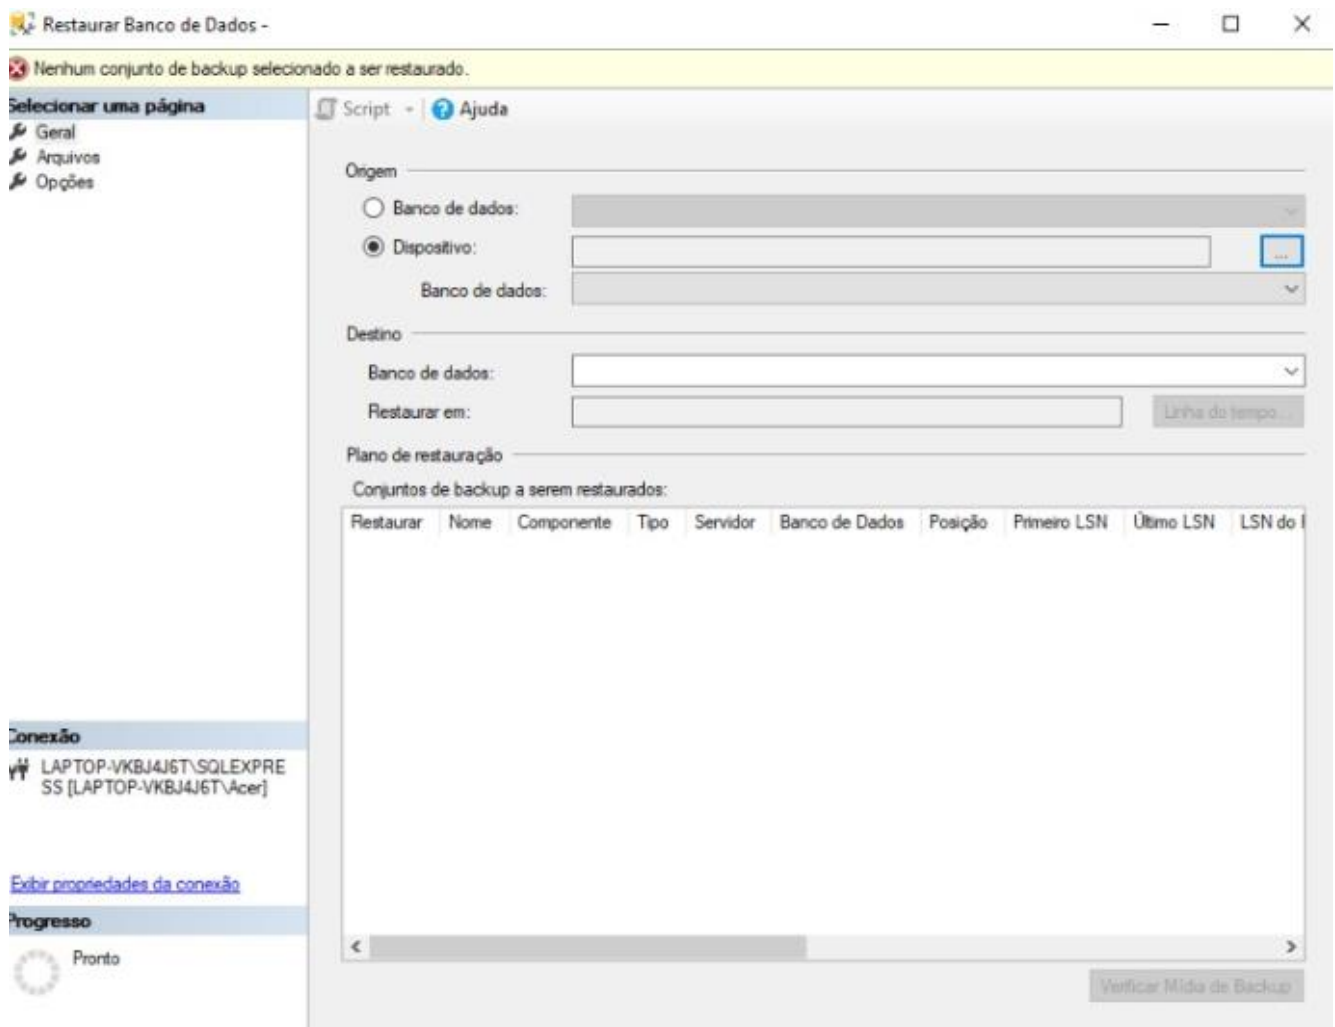 Restaurar Banco de Dados -
Nenhum conjunto de backup selecionado a ser restaurado.
Selecionar uma página
Geral
Arquivos
Opções
Script
Ajuda
Origem
Banco de dados:
Dispositivo:
...
Banco de dados:
Destino
Banco de dados:
Restaurar em:
Linha do tempo...
Plano de restauração
Conjuntos de backup a serem restaurados:
Restaurar Nome Componente Tipo Servidor Banco de Dados Posição Primeiro LSN Último LSN LSN do
Conexão
LAPTOP-VKBJ4J6T\SQLEXPRE
SS [LAPTOP-VKBJ4J6T\Acer]
Exibir propriedades da conexão
Progresso
Pronto
Verificar Mídia de Backup